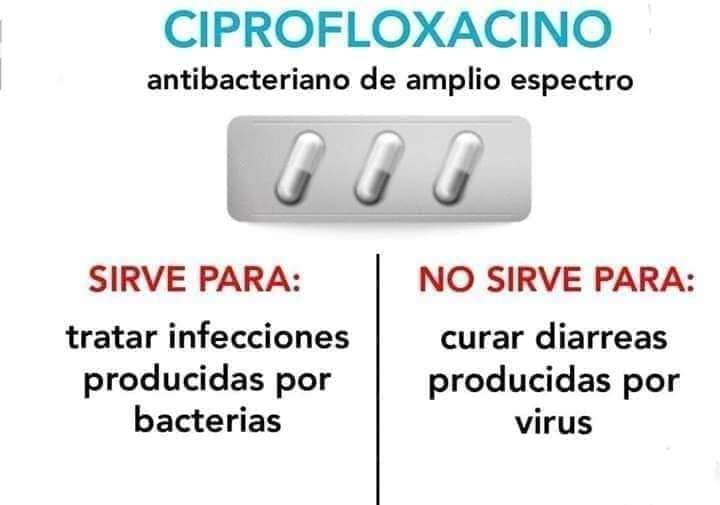 CIPROFLOXACINO
antibacteriano de amplio espectro
SIRVE PARA:
tratar infecciones
producidas por
bacterias
NO SIRVE PARA:
curar diarreas
producidas por
virus